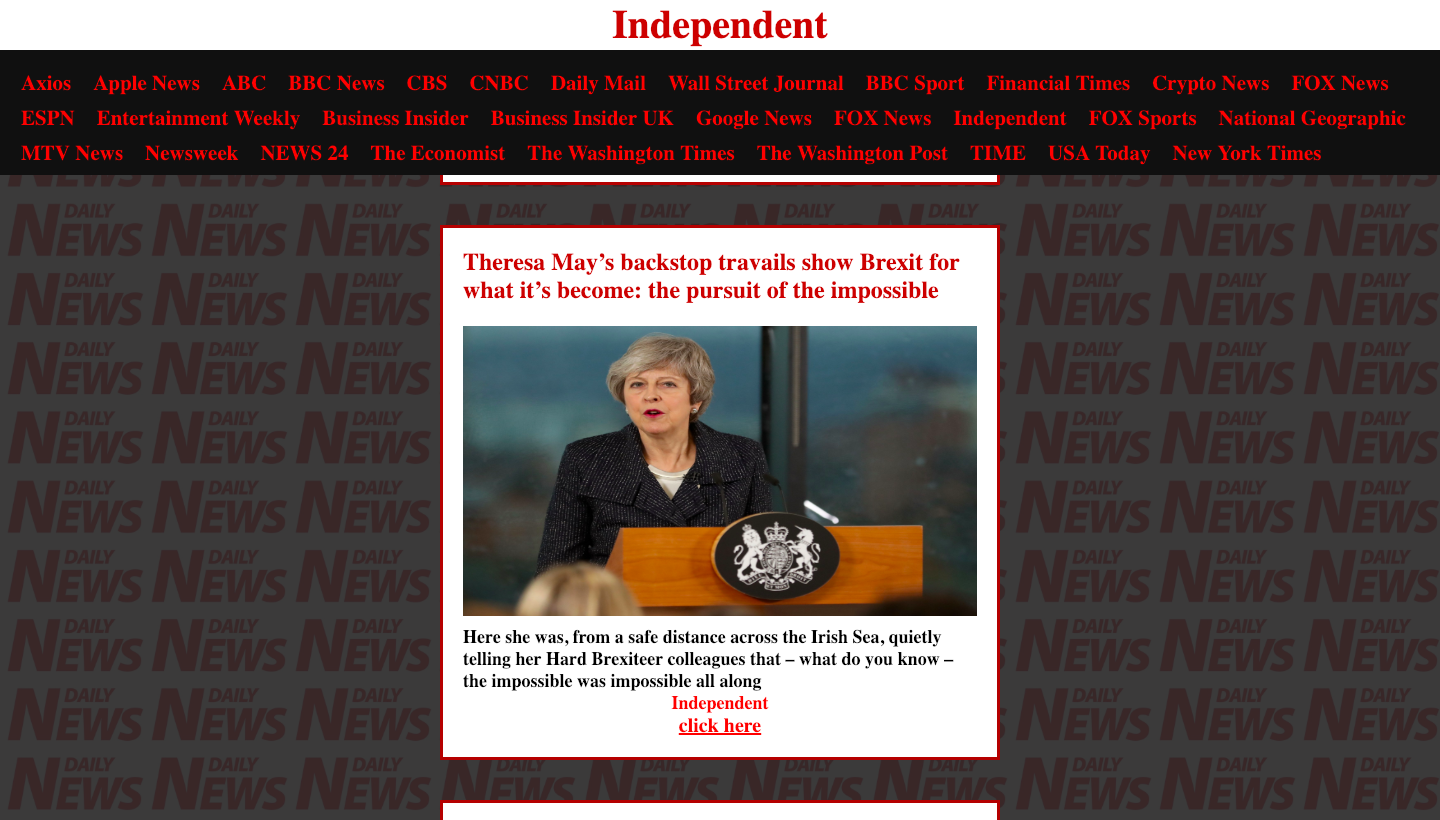 Independent
Axios Apple News ABC BBC News CBS CNBC Daily Mail Wall Street Journal BBC Sport Financial Times Crypto News FOX News
ESPN Entertainment Weekly Business Insider Business Insider UK Google News FOX News Independent FOX Sports National Geographic
MTV News Newsweek NEWS 24 The Economist The Washington Times The Washington Post TIME USA Today New York Times
DAILY NEWS
Theresa May’s backstop travails show Brexit for
what it’s become: the pursuit of the impossible
Here she was, from a safe distance across the Irish Sea, quietly
telling her Hard Brexiteer colleagues that – what do you know –
the impossible was impossible all along
Independent
click here